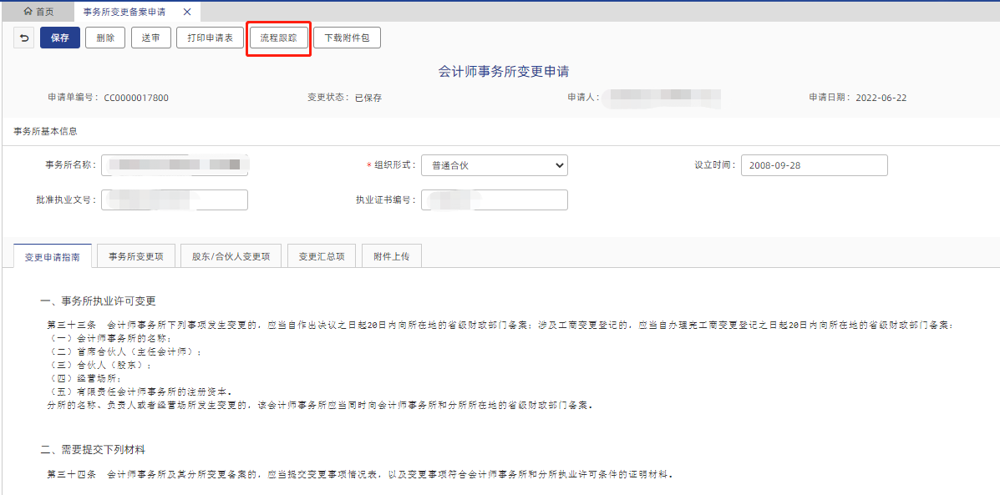 首页 事务所变更备案申请
保存 删除 送审 打印申请表 流程跟踪 下载附件包
会计师事务所变更申请
申请单编号: CC0000017800 变更状态: 已保存 申请人: 申请日期: 2022-06-22
事务所基本信息
事务所名称: * 组织形式: 普通合伙 设立时间: 2008-09-28
批准执业文号: 执业证书编号:
变更申请指南 事务所变更项 股东/合伙人变更项 变更汇总项 附件上传
一、事务所执业许可变更
第三十三条 会计师事务所下列事项发生变更的，应当自作出决议之日起20日内向所在地的省级财政部门备案；涉及工商变更登记的，应当自办理完工商变更登记之日起20日内向所在地的省级财政部门备案：
（一）会计师事务所的名称；
（二）首席合伙人（主任会计师）；
（三）合伙人（股东）；
（四）经营场所；
（五）有限责任会计师事务所的注册资本。
分所的名称、负责人或者经营场所发生变更的，该会计师事务所应当同时向会计师事务所和分所所在地的省级财政部门备案。
二、需要提交下列材料
第三十四条 会计师事务所及其分所变更备案的，应当提交变更事项情况表，以及变更事项符合会计师事务所和分所执业许可条件的证明材料。